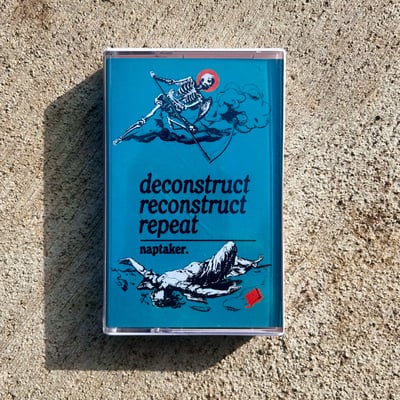 deconstruct
reconstruct
repeat
naptaker.